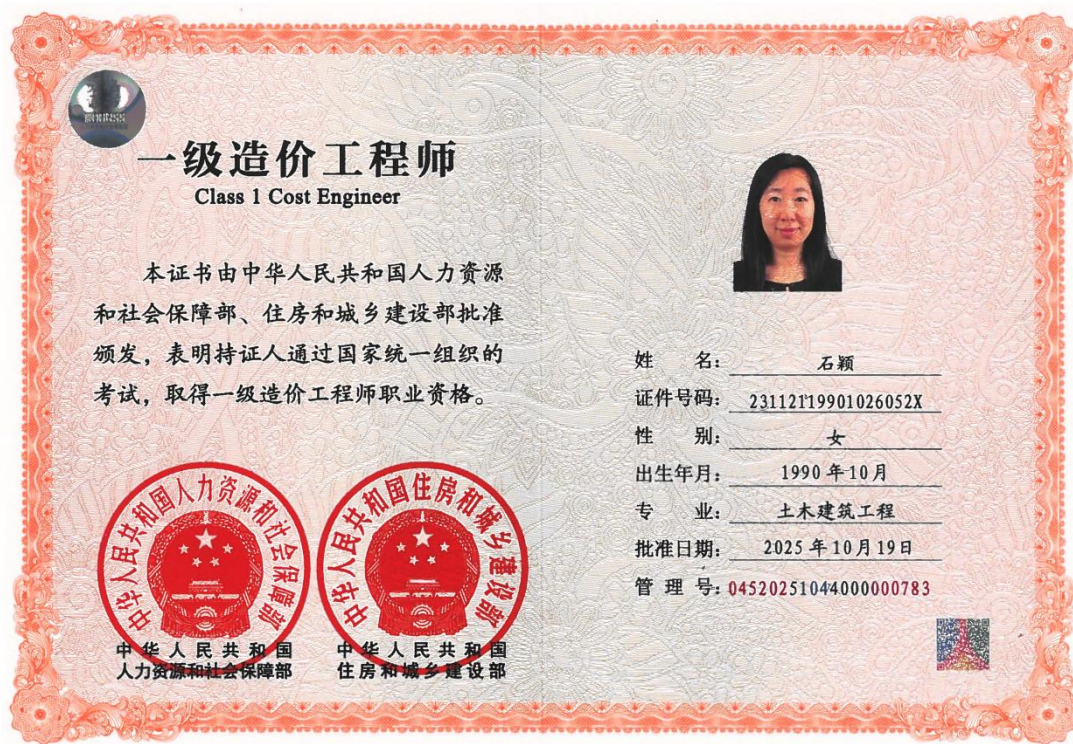 一级造价工程师
Class 1 Cost Engineer
本证书由中华人民共和国人力资源
和社会保障部、住房和城乡建设部批准
颁发，表明持证人通过国家统一组织的
考试，取得一级造价工程师职业资格。
中华人民共和国人力资源和社会保障部
中华人民共和国
人力资源和社会保障部
中华人民共和国住房和城乡建设部
中华人民共和国
住房和城乡建设部
姓 名：石颖
证件号码：23112119901026052X
性 别：女
出生年月：1990年10月
专 业：土木建筑工程
批准日期：2025年10月19日
管 理 号：04520251044000000783